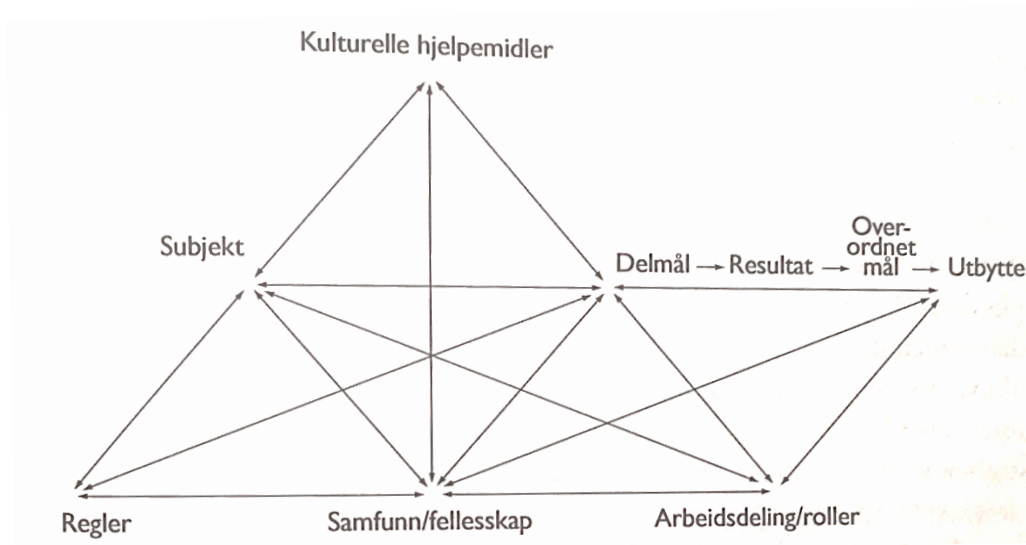 Kulturelle hjelpemidler
Subjekt
Over-
ordnet
Delmål → Resultat → mål → Utbytte
Regler
Samfunn/fellesskap
Arbeidsdeling/roller